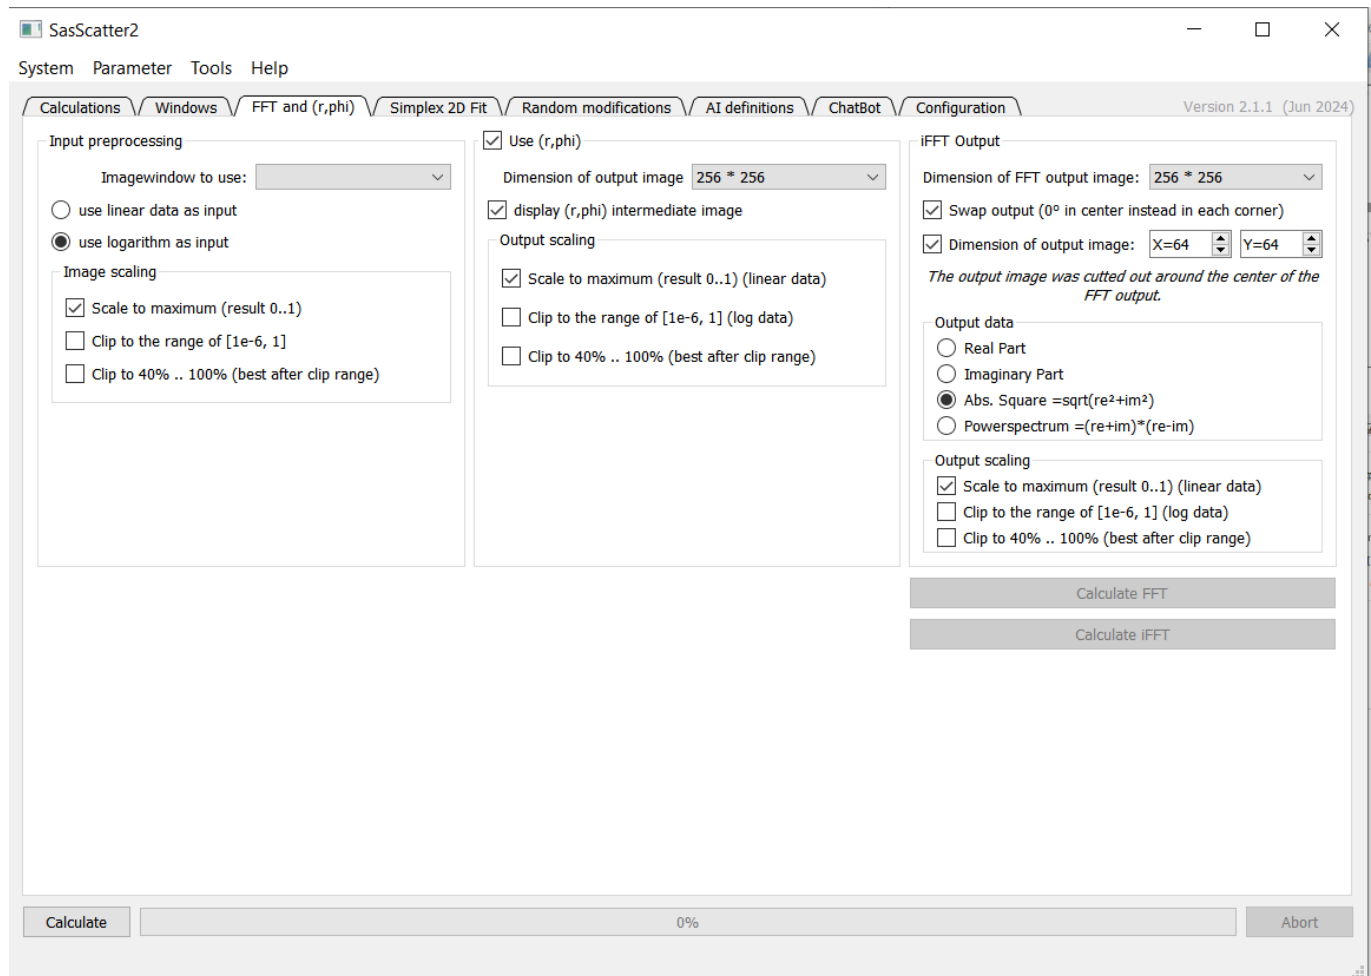 SasScatter2
System Parameter Tools Help
Calculations Windows FFT and (r,phi) Simplex 2D Fit Random modifications AI definitions ChatBot Configuration Version 2.1.1 (Jun 2024)
Input preprocessing
Imagewindow to use:
use linear data as input
use logarithm as input
Image scaling
Scale to maximum (result 0..1)
Clip to the range of [1e-6, 1]
Clip to 40% .. 100% (best after clip range)
Use (r,phi)
Dimension of output image 256 * 256
display (r,phi) intermediate image
Output scaling
Scale to maximum (result 0..1) (linear data)
Clip to the range of [1e-6, 1] (log data)
Clip to 40% .. 100% (best after clip range)
iFFT Output
Dimension of FFT output image: 256 * 256
Swap output (0º in center instead in each corner)
Dimension of output image: X=64 Y=64
The output image was cutted out around the center of the
FFT output.
Output data
Real Part
Imaginary Part
Abs. Square =sqrt(re²+im²)
Powerspectrum =(re+im)*(re-im)
Output scaling
Scale to maximum (result 0..1) (linear data)
Clip to the range of [1e-6, 1] (log data)
Clip to 40% .. 100% (best after clip range)
Calculate FFT
Calculate iFFT
Calculate 0% Abort